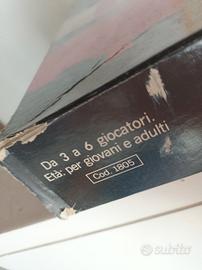 Da 3 a 6 giocatori.
Età: per giovani e adulti
Cod. 1805
subito